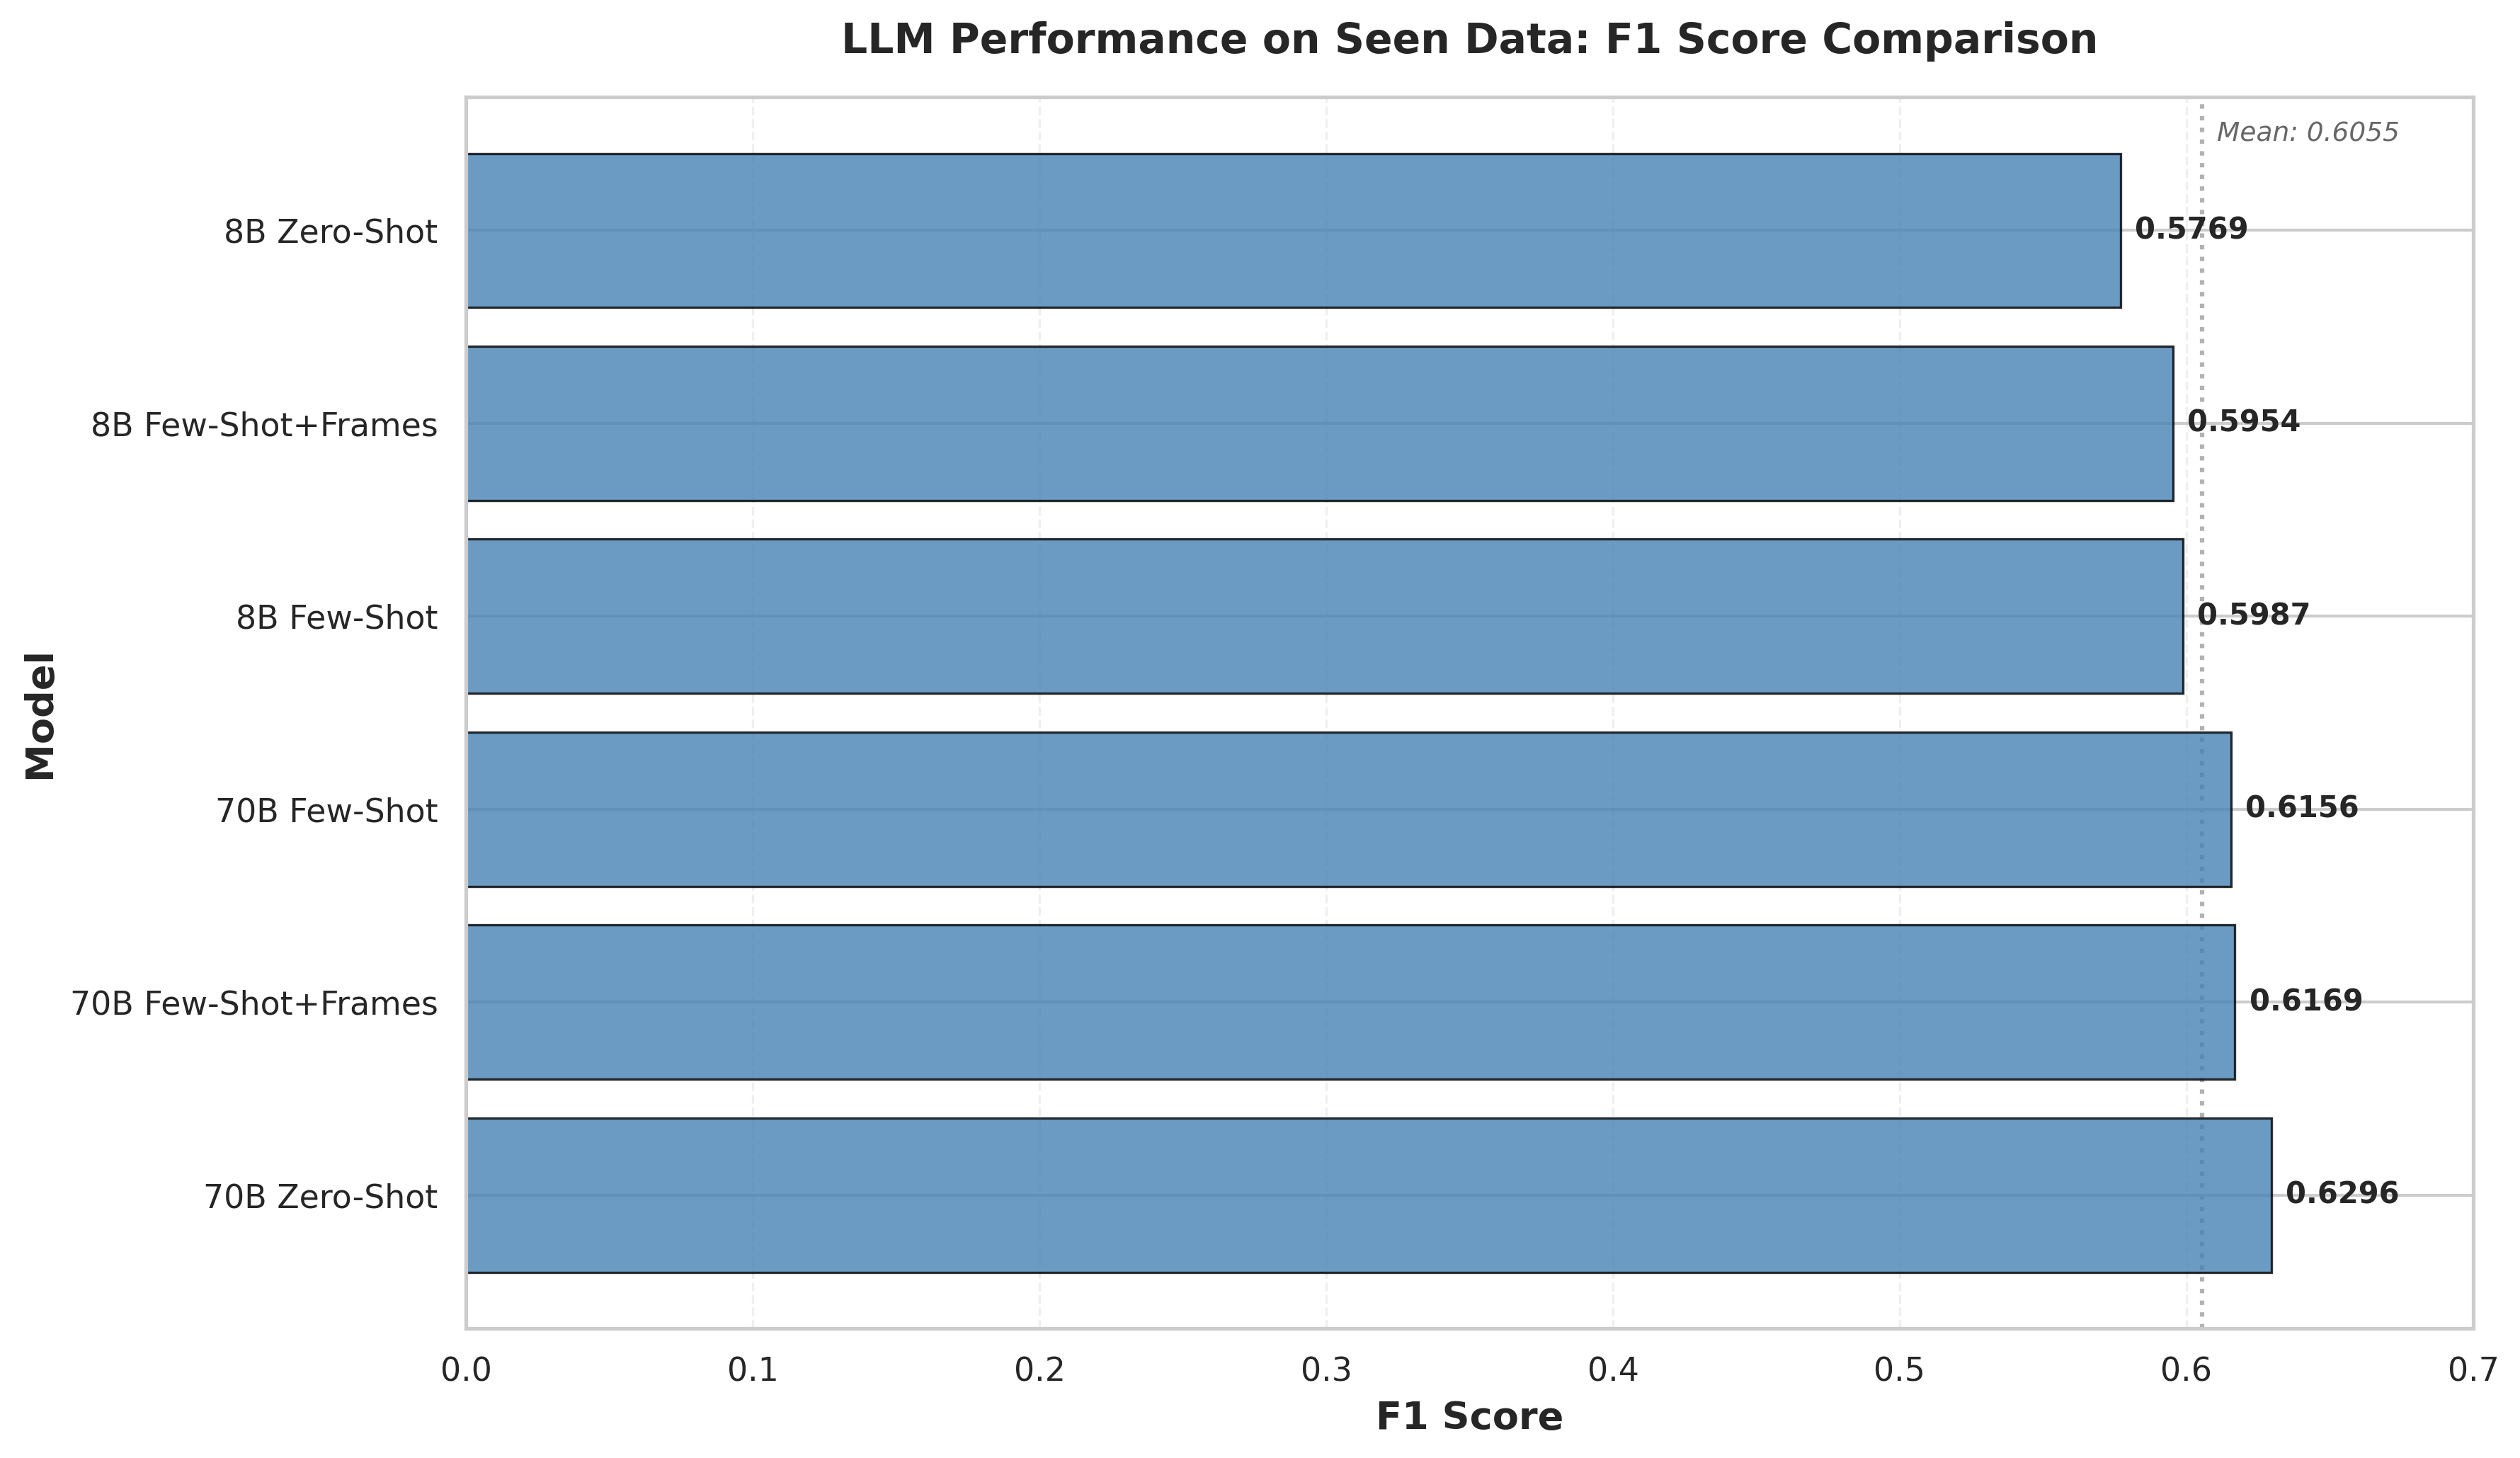 LLM Performance on Seen Data: F1 Score Comparison
Mean: 0.6055
8B Zero-Shot 0.5769
8B Few-Shot+Frames 0.5954
8B Few-Shot 0.5987
70B Few-Shot 0.6156
70B Few-Shot+Frames 0.6169
70B Zero-Shot 0.6296
Model
0.0 0.1 0.2 0.3 0.4 0.5 0.6 0.7
F1 Score